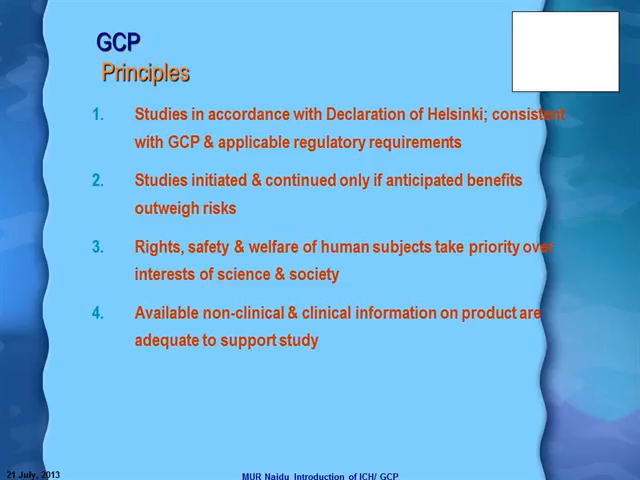 GCP
Principles
1. Studies in accordance with Declaration of Helsinki; consistent
with GCP & applicable regulatory requirements
2. Studies initiated & continued only if anticipated benefits
outweigh risks
3. Rights, safety & welfare of human subjects take priority over
interests of science & society
4. Available non-clinical & clinical information on product are
adequate to support study
21 July, 2013
MUR Naidu Introduction of ICH/ GCP